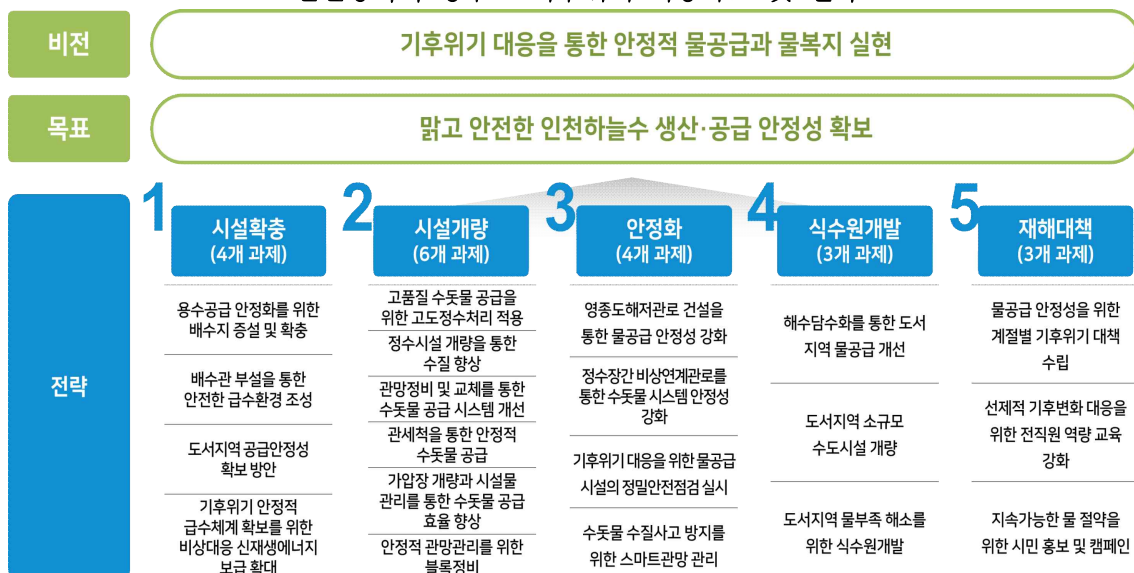 비전
기후위기 대응을 통한 안정적 물공급과 물복지 실현
목표
맑고 안전한 인천하늘수 생산·공급 안정성 확보
전략
1
시설확충
(4개 과제)
용수공급 안정화를 위한
배수지 증설 및 확충
배수관 부설을 통한
안전한 급수환경 조성
도서지역 공급안정성
확보 방안
기후위기 안정적
급수체계 확보를 위한
비상대응 신재생에너지
보급 확대
2
시설개량
(6개 과제)
고품질 수돗물 공급을
위한 고도정수처리 적용
정수시설 개량을 통한
수질 향상
관망정비 및 교체를 통한
수돗물 공급 시스템 개선
관세척을 통한 안정적
수돗물 공급
가압장 개량과 시설물
관리를 통한 수돗물 공급
효율 향상
안정적 관망관리를 위한
블록정비
3
안정화
(4개 과제)
영종도해저관로 건설을
통한 물공급 안정성 강화
정수장간 비상연계관로를
통한 수돗물 시스템 안정성
강화
기후위기 대응을 위한 물공급
시설의 정밀안전점검 실시
수돗물 수질사고 방지를
위한 스마트관망 관리
4
식수원개발
(3개 과제)
해수담수화를 통한 도서
지역 물공급 개선
도서지역 소규모
수도시설 개량
도서지역 물부족 해소를
위한 식수원개발
5
재해대책
(3개 과제)
물공급 안정성을 위한
계절별 기후위기 대책
수립
선제적 기후변화 대응을
위한 전직원 역량 교육
강화
지속가능한 물 절약을
위한 시민 홍보 및 캠페인